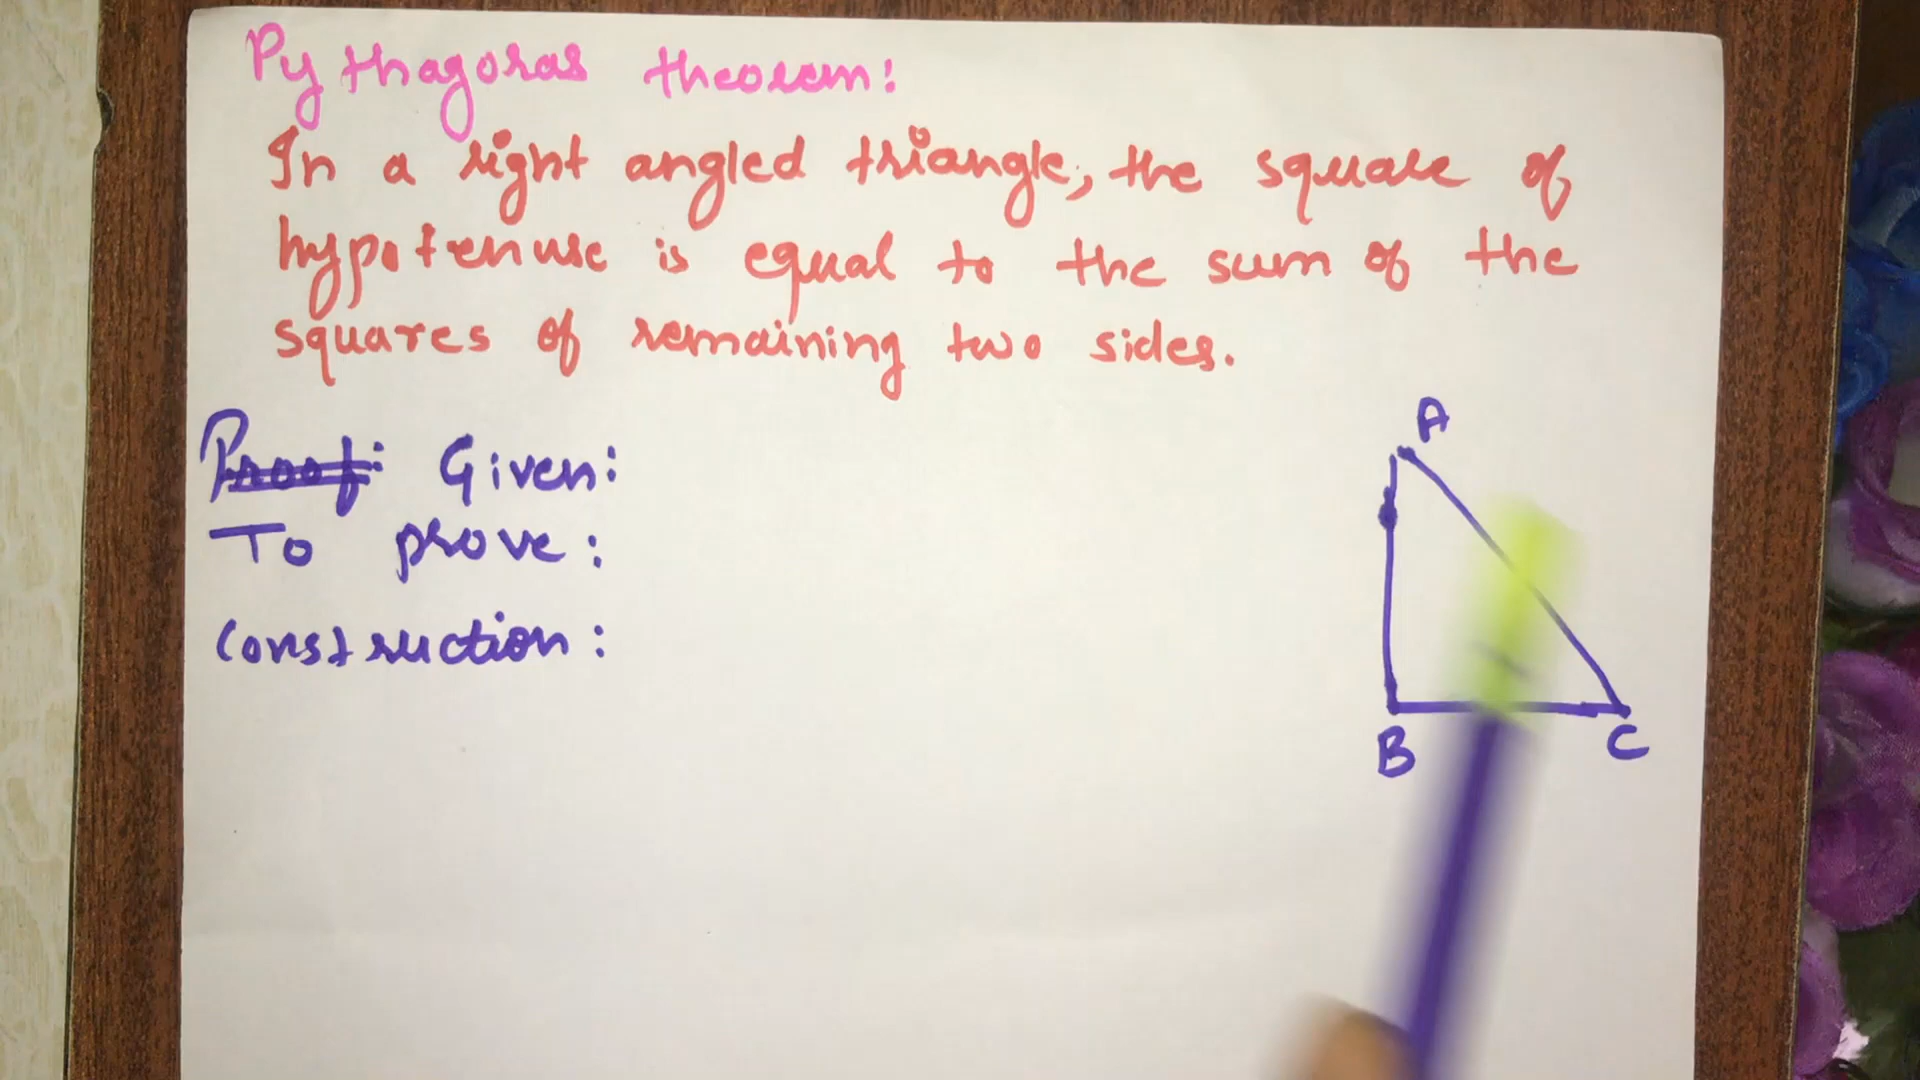 Pythagoras theorem:
In a right angled triangle, the square of
hypotenuse is equal to the sum of the
squares of remaining two sides.
Proof: Given:
To prove:
Construction:
A
B
C